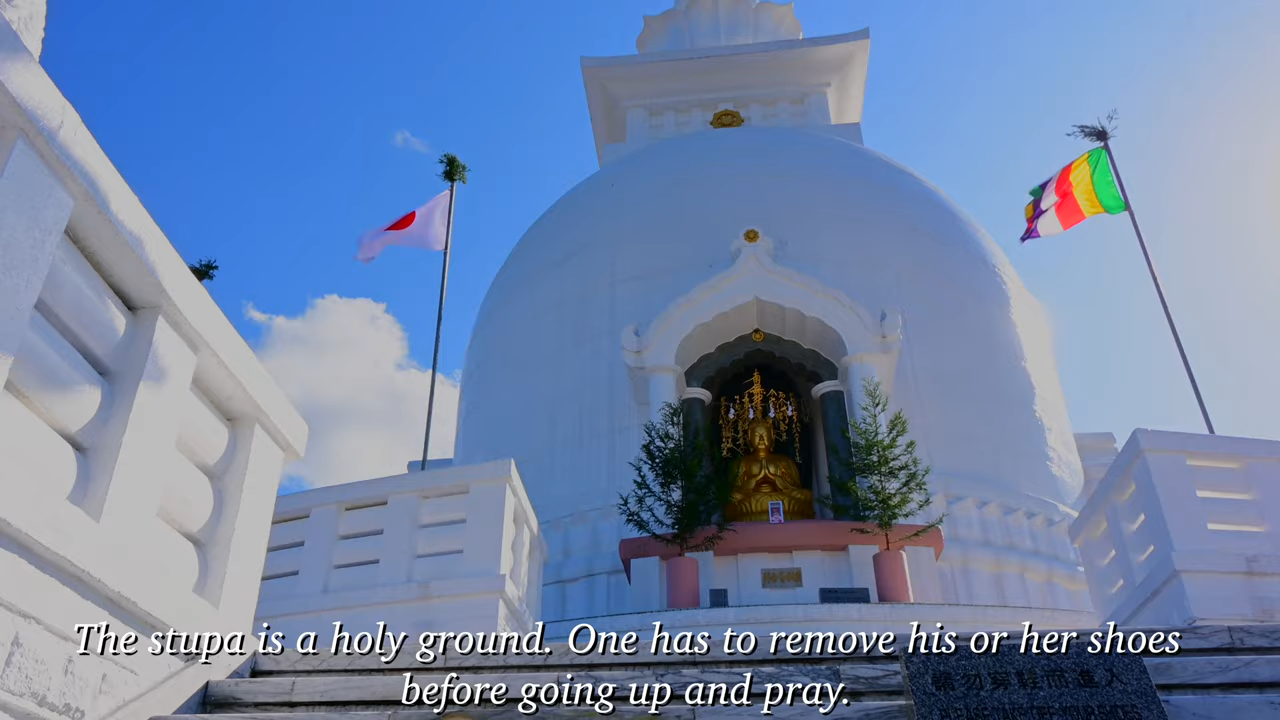 The stupa is a holy ground. One has to remove his or her shoes
before going up and pray.